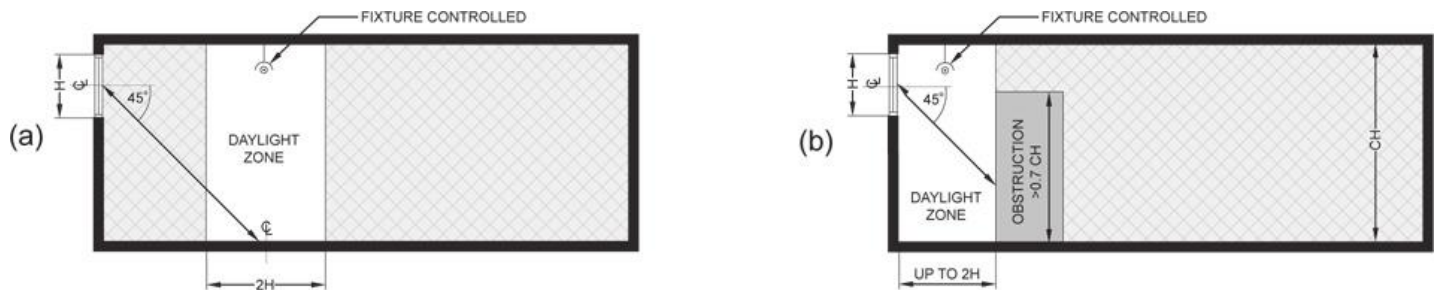 (a)
FIXTURE CONTROLLED
H
℄
45°
DAYLIGHT
ZONE
℄
2H
(b)
FIXTURE CONTROLLED
H
℄
45°
DAYLIGHT
ZONE
OBSTRUCTION
>0.7 CH
CH
UP TO 2H